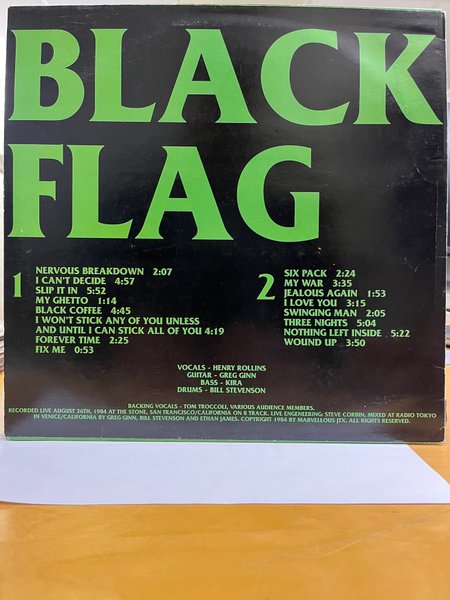 BLACK
FLAG
1
NERVOUS BREAKDOWN 2:07
I CAN'T DECIDE 4:57
SLIP IT IN 5:52
MY GHETTO 1:14
BLACK COFFEE 4:45
I WON'T STICK ANY OF YOU UNLESS
AND UNTIL I CAN STICK ALL OF YOU 4:19
FOREVER TIME 2:25
FIX ME 0:53
2
SIX PACK 2:24
MY WAR 3:35
JEALOUS AGAIN 1:53
I LOVE YOU 3:15
SWINGING MAN 2:05
THREE NIGHTS 5:04
NOTHING LEFT INSIDE 5:22
WOUND UP 3:50
VOCALS - HENRY ROLLINS
GUITAR - GREG GINN
BASS - KIRA
DRUMS - BILL STEVENSON
BACKING VOCALS - TOM TROCCOLI, VARIOUS AUDIENCE MEMBERS.
RECORDED LIVE AUGUST 26TH, 1984 AT THE STONE, SAN FRANCISCO/CALIFORNIA ON 8 TRACK. LIVE ENGENEERING: STEVE CORBIN. MIXED AT RADIO TOKYO
IN VENICE/CALIFORNIA BY GREG GINN, BILL STEVENSON AND ETHAN JAMES. COPYRIGHT 1984 BY MARVELLOUS JTX. ALL RIGHTS RESERVED.